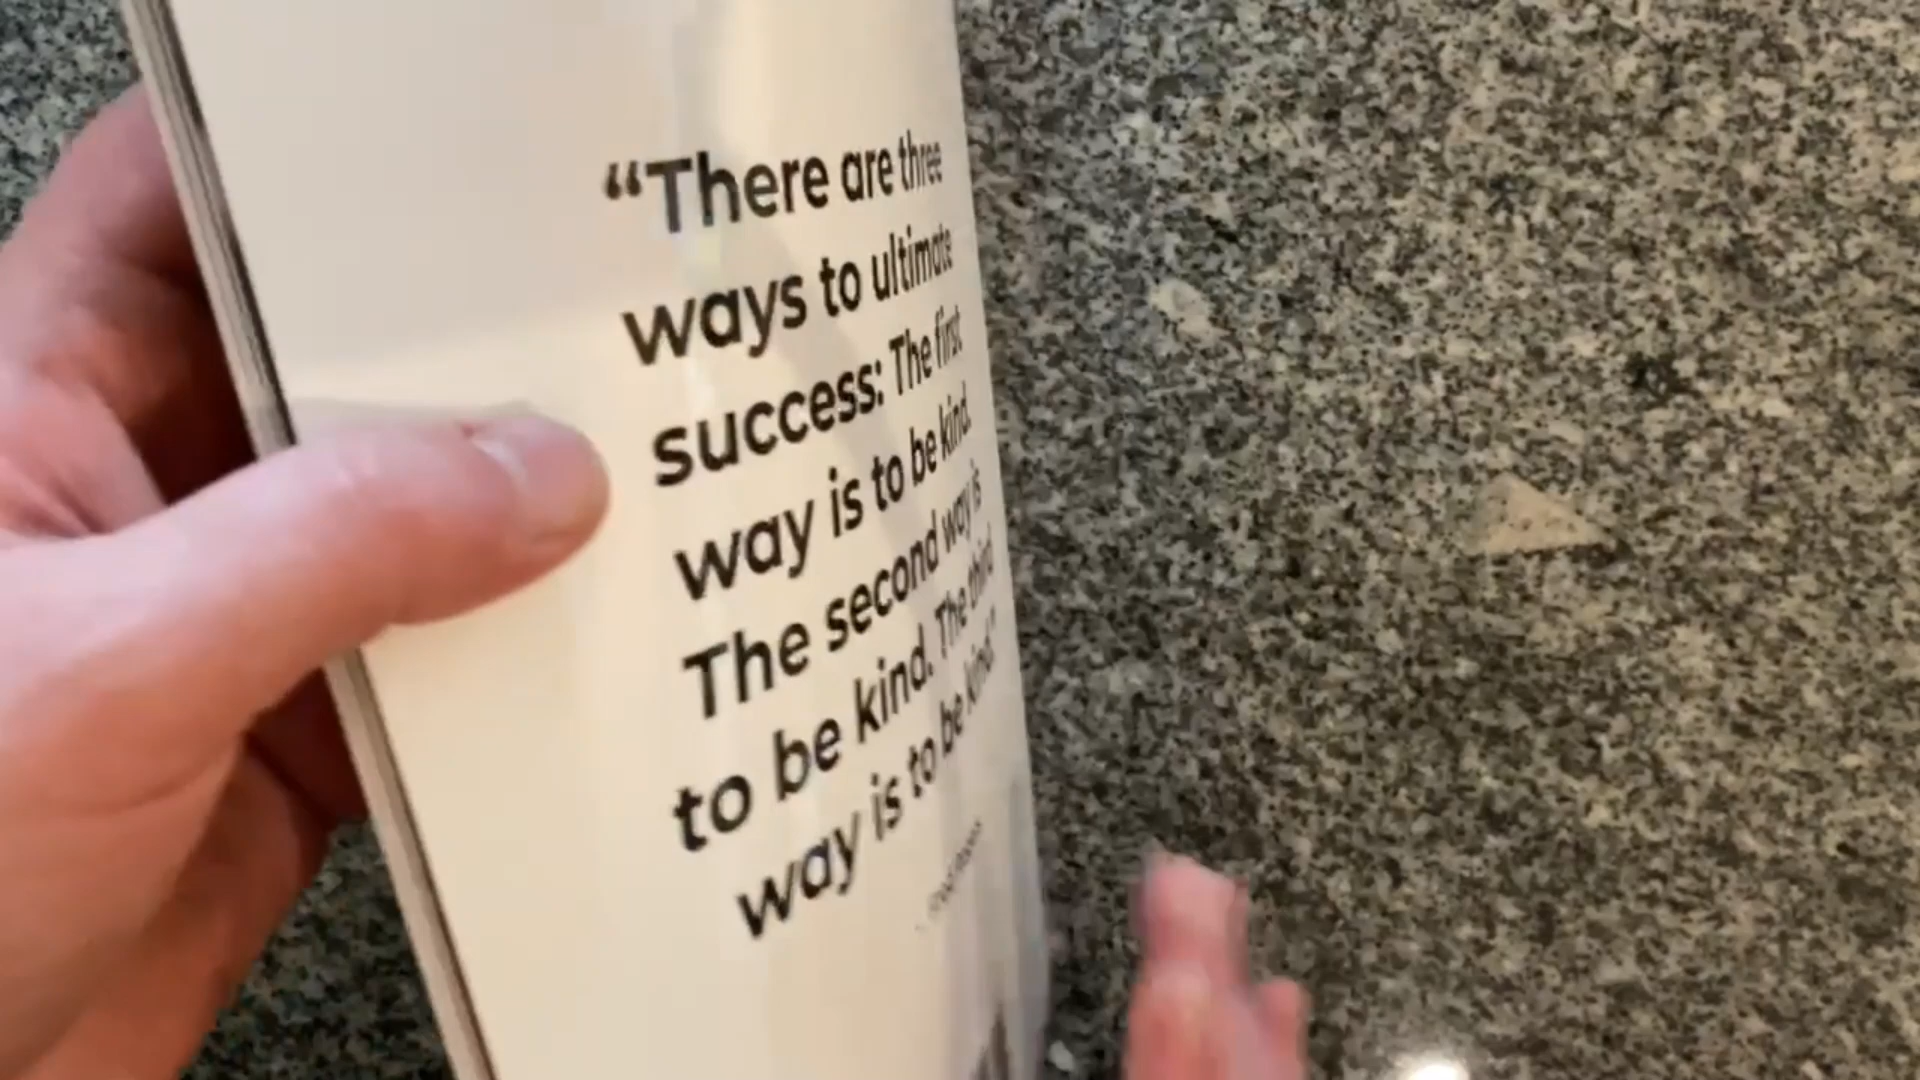 “There are three
ways to ultimate
success: The first
way is to be kind.
The second way is
to be kind. The third
way is to be kind.”